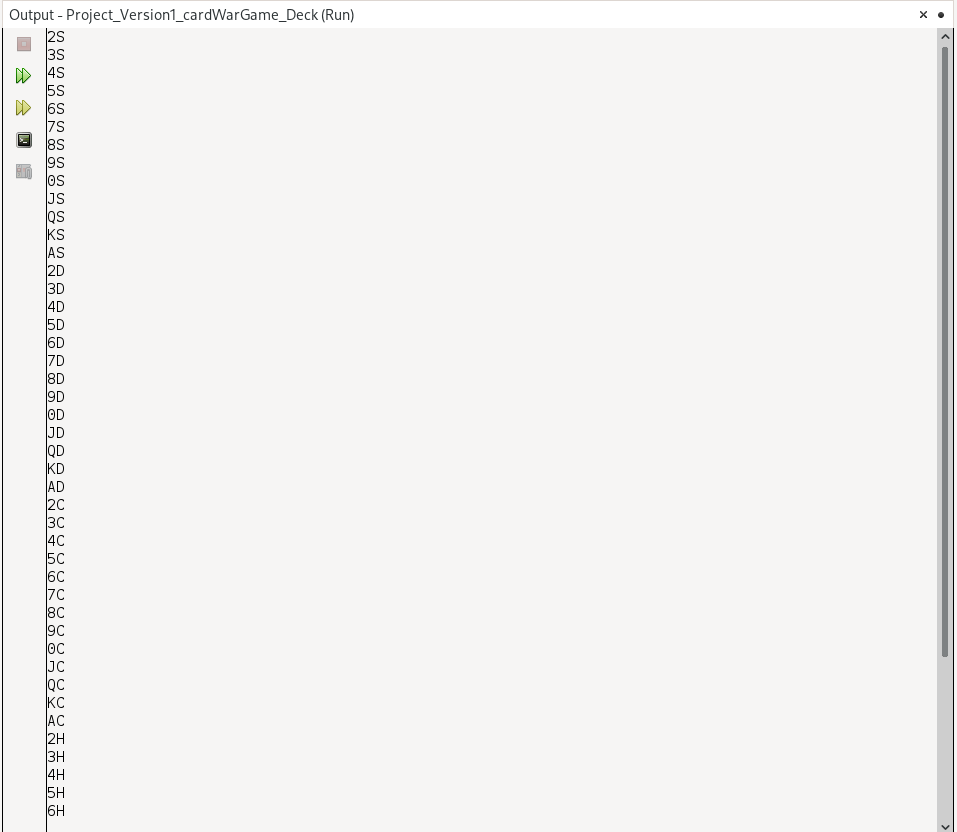 Output - Project_Version1_cardWarGame_Deck (Run)
2S
3S
4S
5S
6S
7S
8S
9S
0S
JS
QS
KS
AS
2D
3D
4D
5D
6D
7D
8D
9D
0D
JD
QD
KD
AD
2C
3C
4C
5C
6C
7C
8C
9C
0C
JC
QC
KC
AC
2H
3H
4H
5H
6H